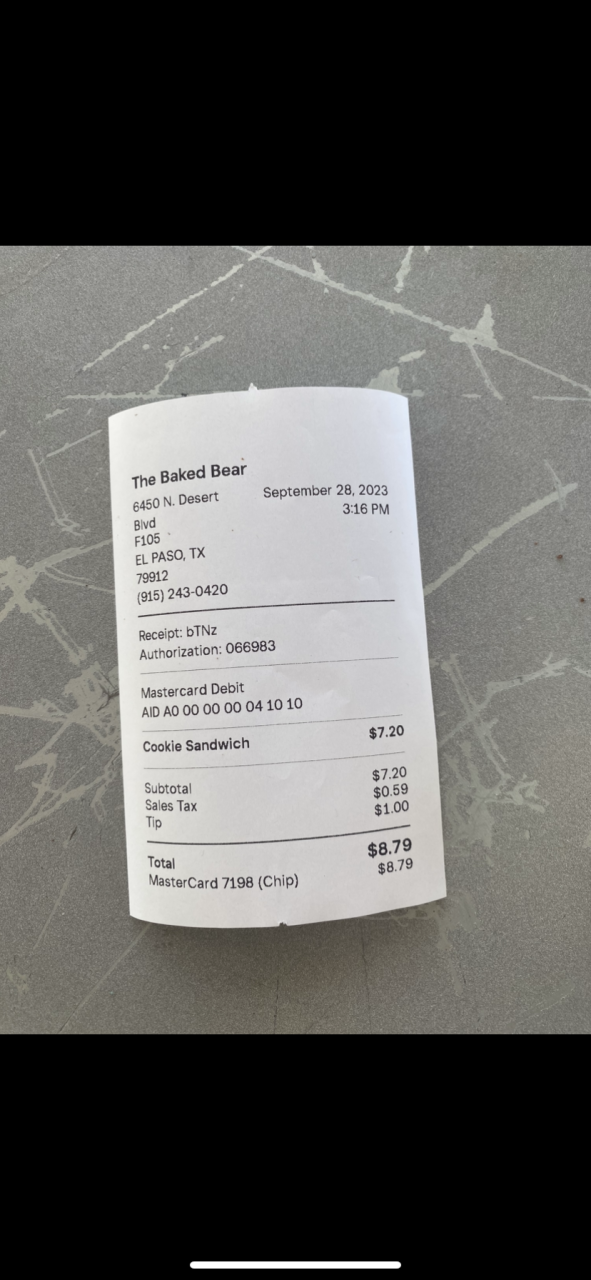 The Baked Bear
6450 N. Desert
Blvd
F105
EL PASO, TX
79912
(915) 243-0420
September 28, 2023
3:16 PM
Receipt: bTNz
Authorization: 066983
Mastercard Debit
AID A0 00 00 00 04 10 10
Cookie Sandwich $7.20
Subtotal $7.20
Sales Tax $0.59
Tip $1.00
Total $8.79
MasterCard 7198 (Chip) $8.79